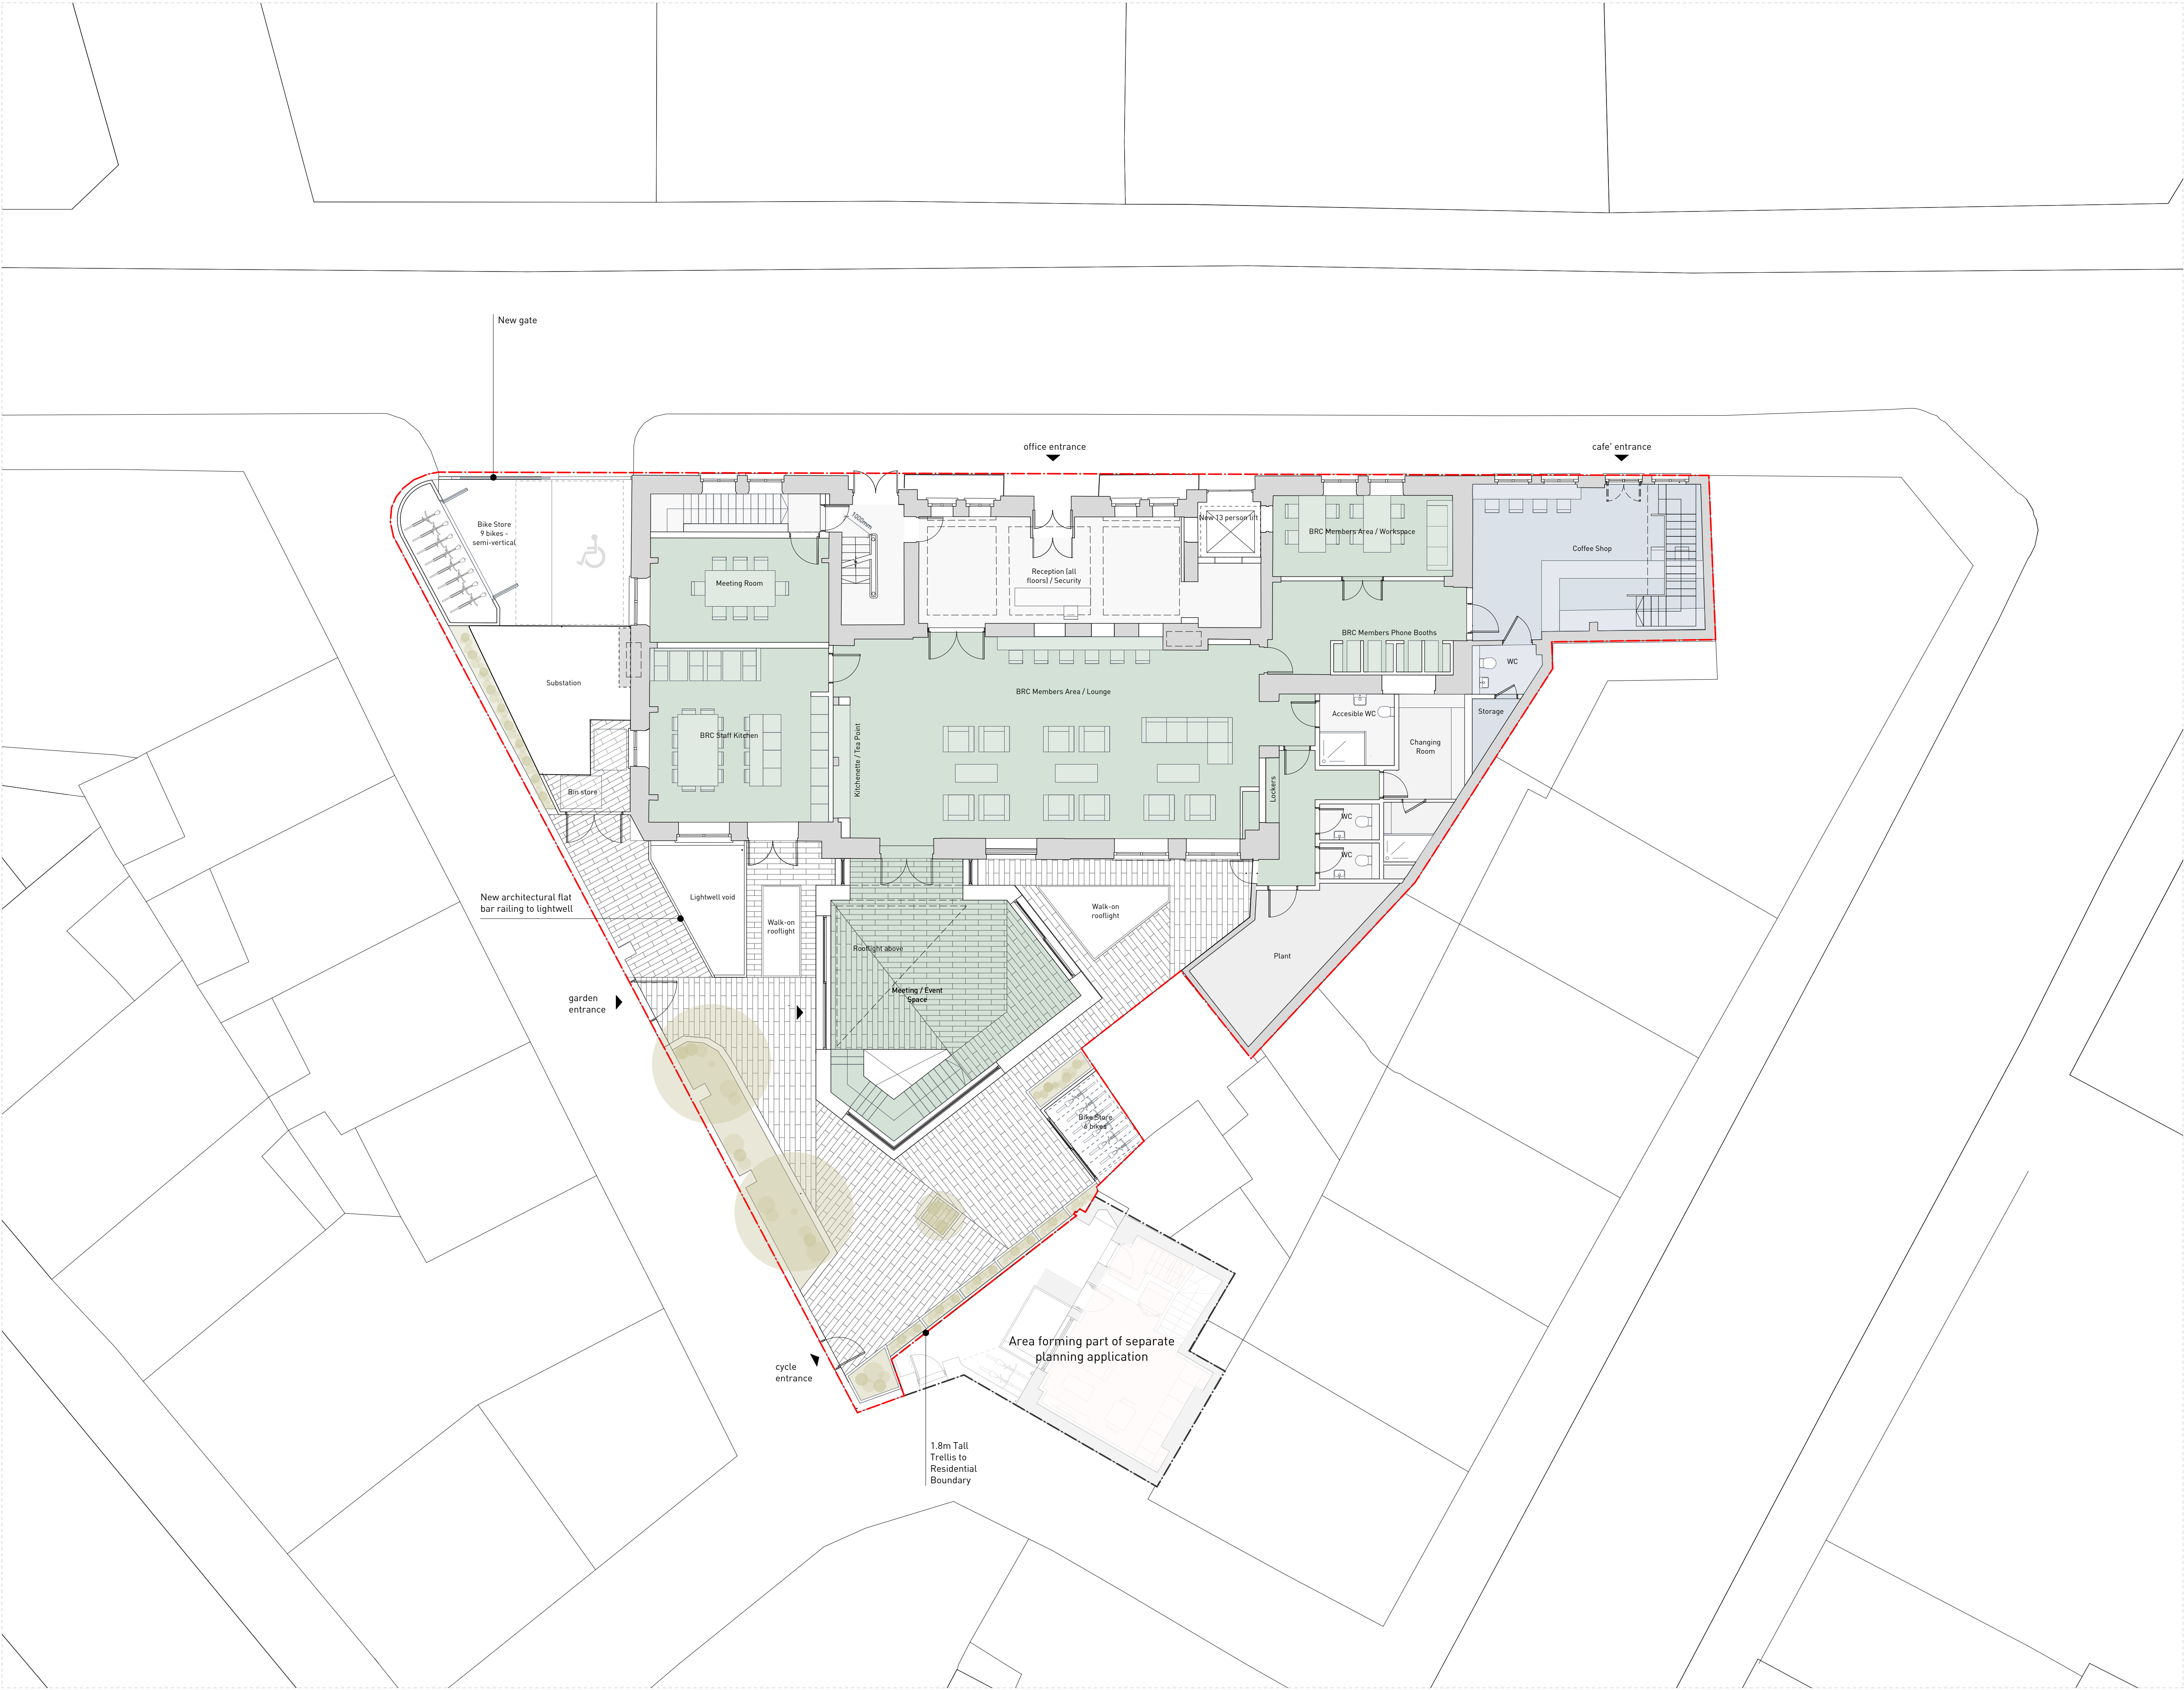 New gate
office entrance
cafe' entrance
Bike Store
9 bikes -
semi-vertical
1000mm
New 13 person lift
BRC Members Area / Workspace
Coffee Shop
Reception (all
floors) / Security
Meeting Room
BRC Members Phone Booths
WC
Substation
BRC Members Area / Lounge
Storage
Accesible WC
BRC Staff Kitchen
Kitchenette / Tea Point
Changing
Room
Lockers
Bin store
WC
WC
New architectural flat
bar railing to lightwell
Lightwell void
Walk-on
rooflight
Walk-on
rooflight
Rooflight above
Plant
Meeting / Event
Space
garden
entrance
Bike Store
6 bikes
Area forming part of separate
planning application
cycle
entrance
1.8m Tall
Trellis to
Residential
Boundary